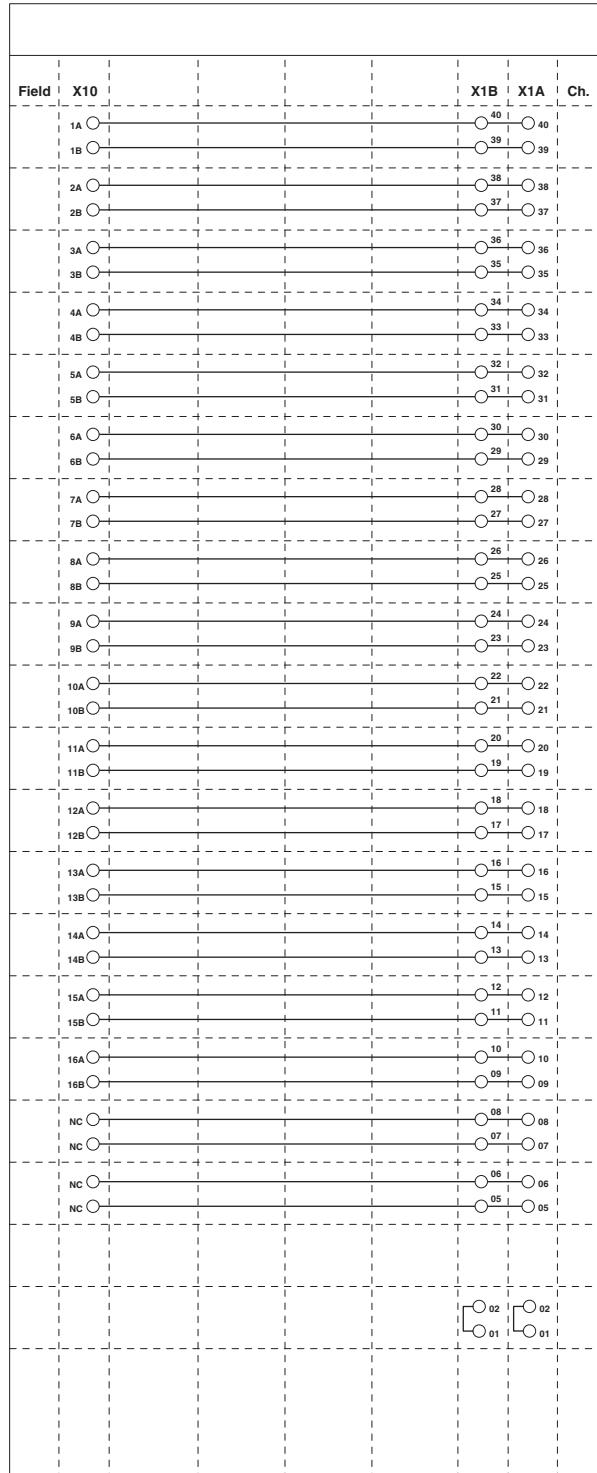 Field X10 X1B X1A Ch.
1A 40 40
1B 39 39
2A 38 38
2B 37 37
3A 36 36
3B 35 35
4A 34 34
4B 33 33
5A 32 32
5B 31 31
6A 30 30
6B 29 29
7A 28 28
7B 27 27
8A 26 26
8B 25 25
9A 24 24
9B 23 23
10A 22 22
10B 21 21
11A 20 20
11B 19 19
12A 18 18
12B 17 17
13A 16 16
13B 15 15
14A 14 14
14B 13 13
15A 12 12
15B 11 11
16A 10 10
16B 09 09
NC 08 08
NC 07 07
NC 06 06
NC 05 05
02 02
01 01